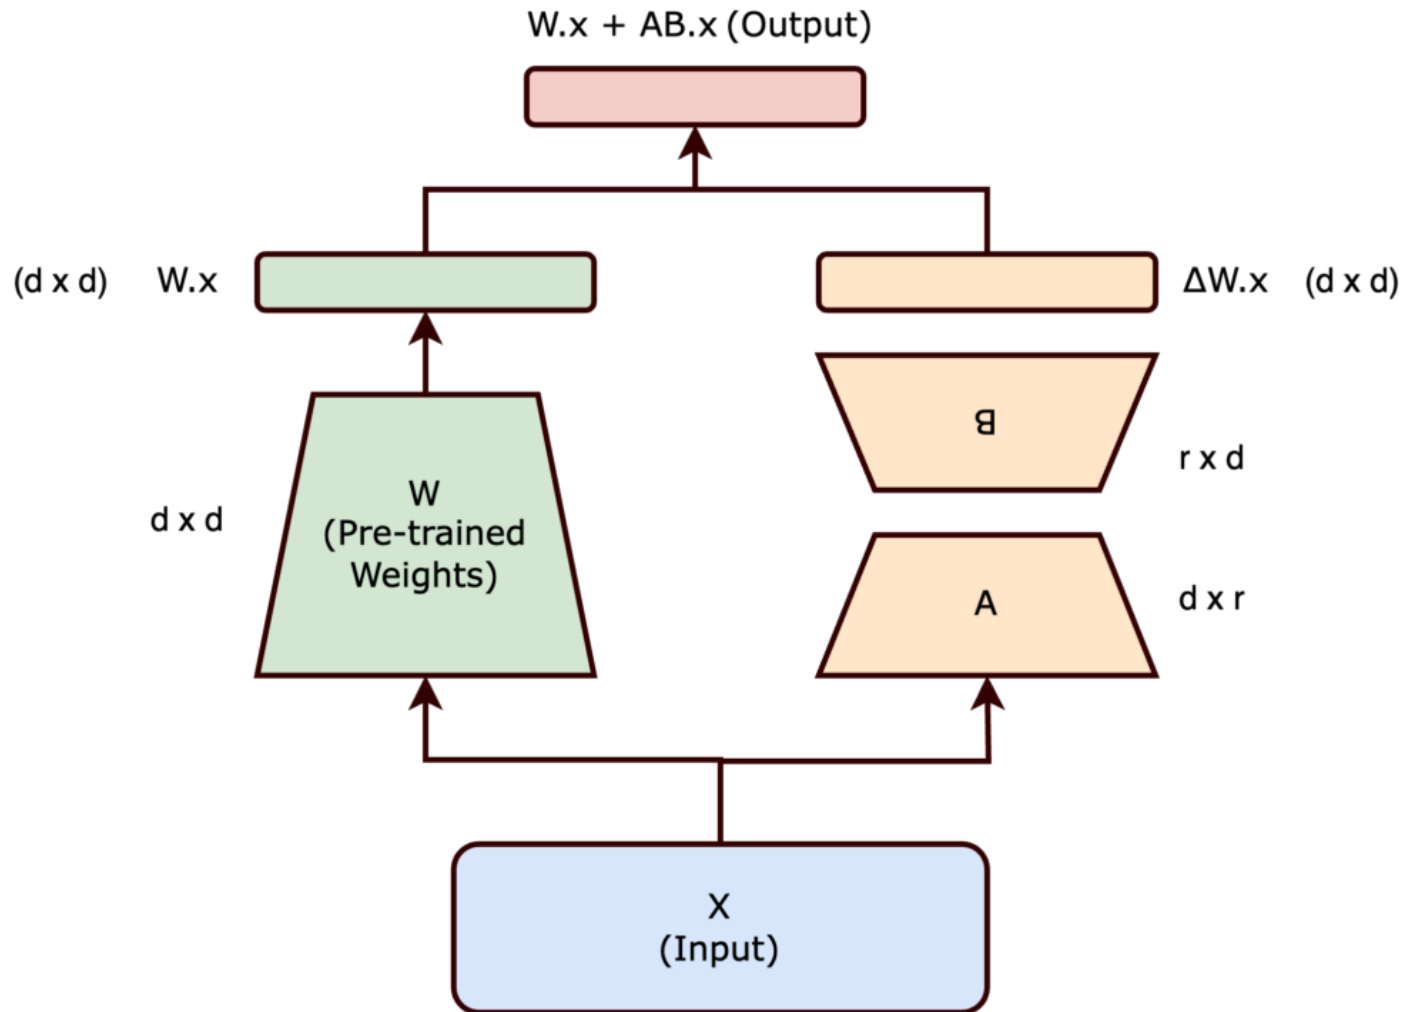 W.x + AB.x (Output)
(d x d) W.x
ΔW.x (d x d)
B
r x d
W
(Pre-trained
Weights)
d x d
A
d x r
X
(Input)